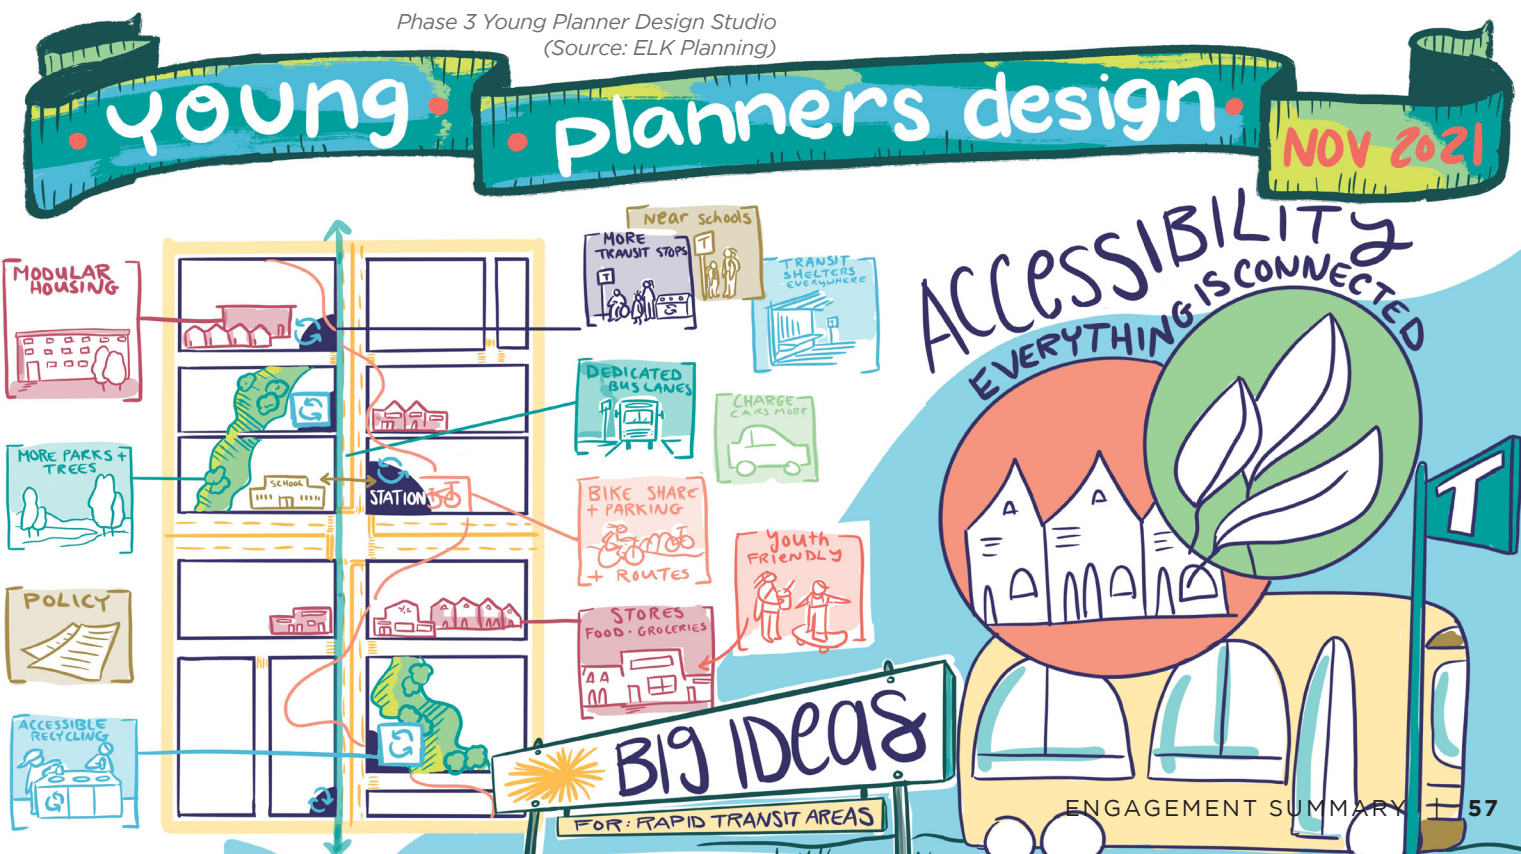 Phase 3 Young Planner Design Studio
(Source: ELK Planning)
Young planners design
NOV 2021
ACCESSIBILITY
EVERYTHING IS CONNECTED
MODULAR
HOUSING
MORE PARKS +
TREES
POLICY
ACCESSIBLE
RECYCLING
SCHOOL
STATION
Near schools
T
MORE
TRANSIT STOPS
T
TRANSIT
SHELTERS
EVERYWHERE
DEDICATED
BUS LANES
CHARGE
CARS MORE
BIKE SHARE
+ PARKING
+ ROUTES
Youth
FRIENDLY
STORES
FOOD · GROCERIES
T
BIg IDeas
FOR: RAPID TRANSIT AREAS
ENGAGEMENT SUMMARY | 57